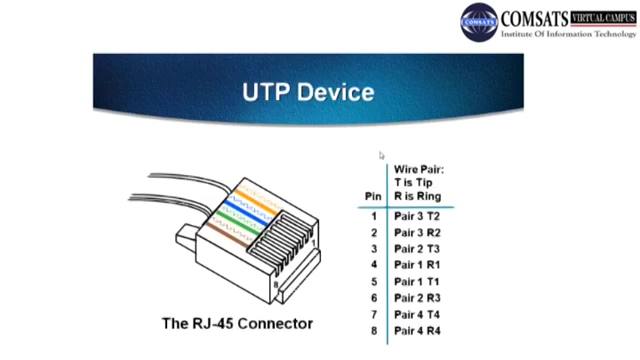 COMSATS VIRTUAL CAMPUS
COMSATS
Institute Of Information Technology
UTP Device
Wire Pair:
T is Tip
Pin R is Ring
1 Pair 3 T2
2 Pair 3 R2
3 Pair 2 T3
4 Pair 1 R1
5 Pair 1 T1
6 Pair 2 R3
7 Pair 4 T4
8 Pair 4 R4
1
8
The RJ-45 Connector